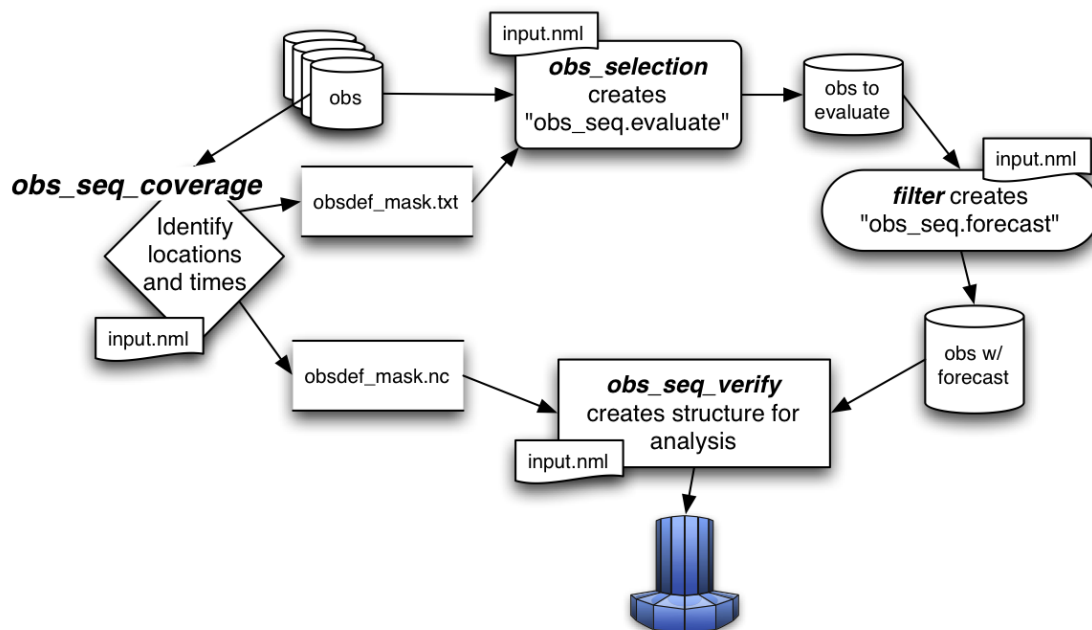 input.nml
obs_selection
creates
"obs_seq.evaluate"
obs
obs to
evaluate
input.nml
filter creates
"obs_seq.forecast"
obs_seq_coverage
Identify
locations
and times
input.nml
obsdef_mask.txt
obsdef_mask.nc
obs_seq_verify
creates structure for
analysis
input.nml
obs w/
forecast